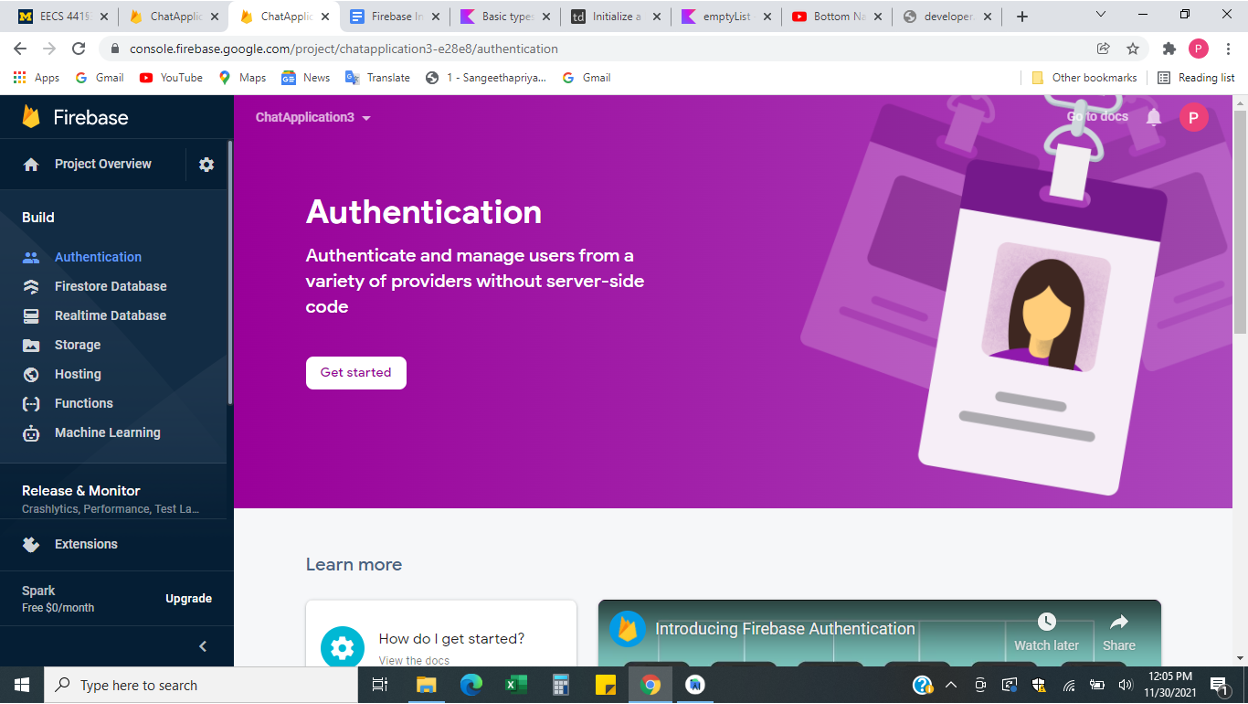 EECS 441
ChatApplic
ChatApplic
Firebase In
Basic types
Initialize a
emptyList
Bottom Na
developer.
console.firebase.google.com/project/chatapplication3-e28e8/authentication
P
Apps
Gmail
YouTube
Maps
News
Translate
1 - Sangeethapriya...
Gmail
Other bookmarks
Reading list
Firebase
ChatApplication3
Go to docs
P
Project Overview
Build
Authentication
Firestore Database
Realtime Database
Storage
Hosting
Functions
Machine Learning
Release & Monitor
Crashlytics, Performance, Test La...
Extensions
Spark
Free $0/month
Upgrade
Authentication
Authenticate and manage users from a
variety of providers without server-side
code
Get started
Learn more
How do I get started?
View the docs
Introducing Firebase Authentication
Watch later
Share
Type here to search
12:05 PM
11/30/2021
1